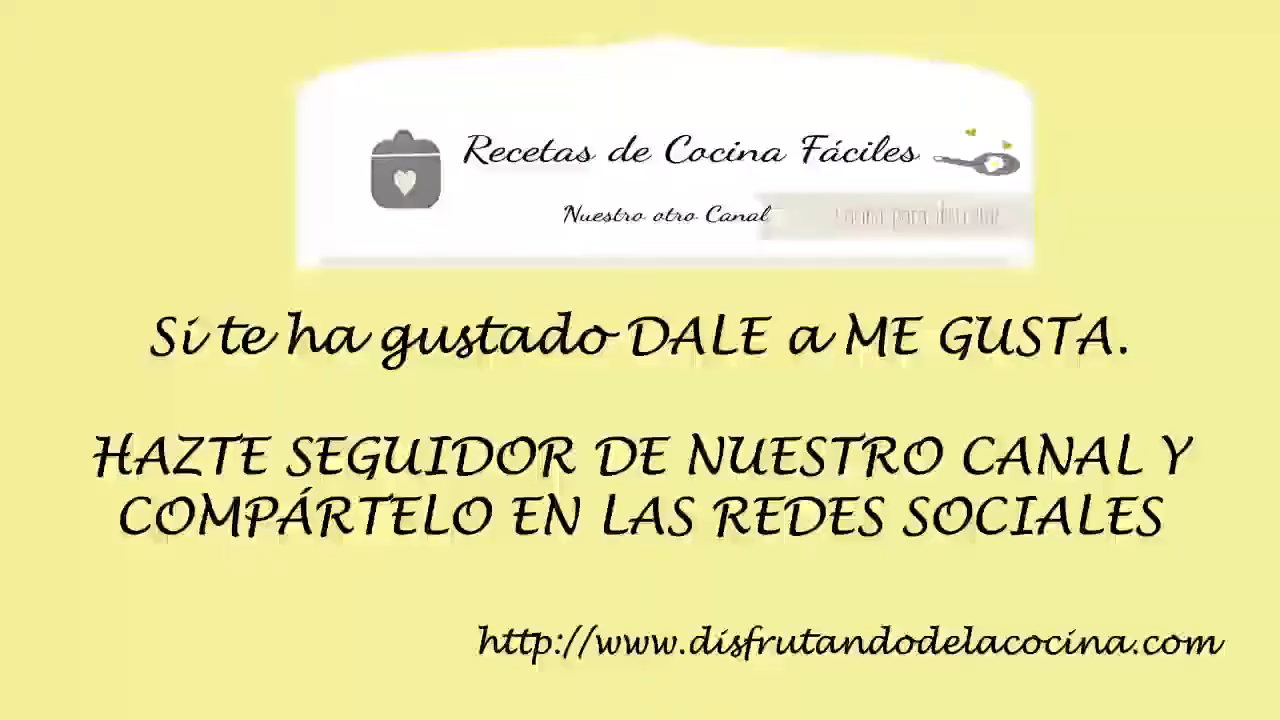 Recetas de Cocina Fáciles
Nuestro otro Canal
Si te ha gustado DALE a ME GUSTA.
HAZTE SEGUIDOR DE NUESTRO CANAL Y
COMPÁRTELO EN LAS REDES SOCIALES
http://www.disfrutandodelacocina.com